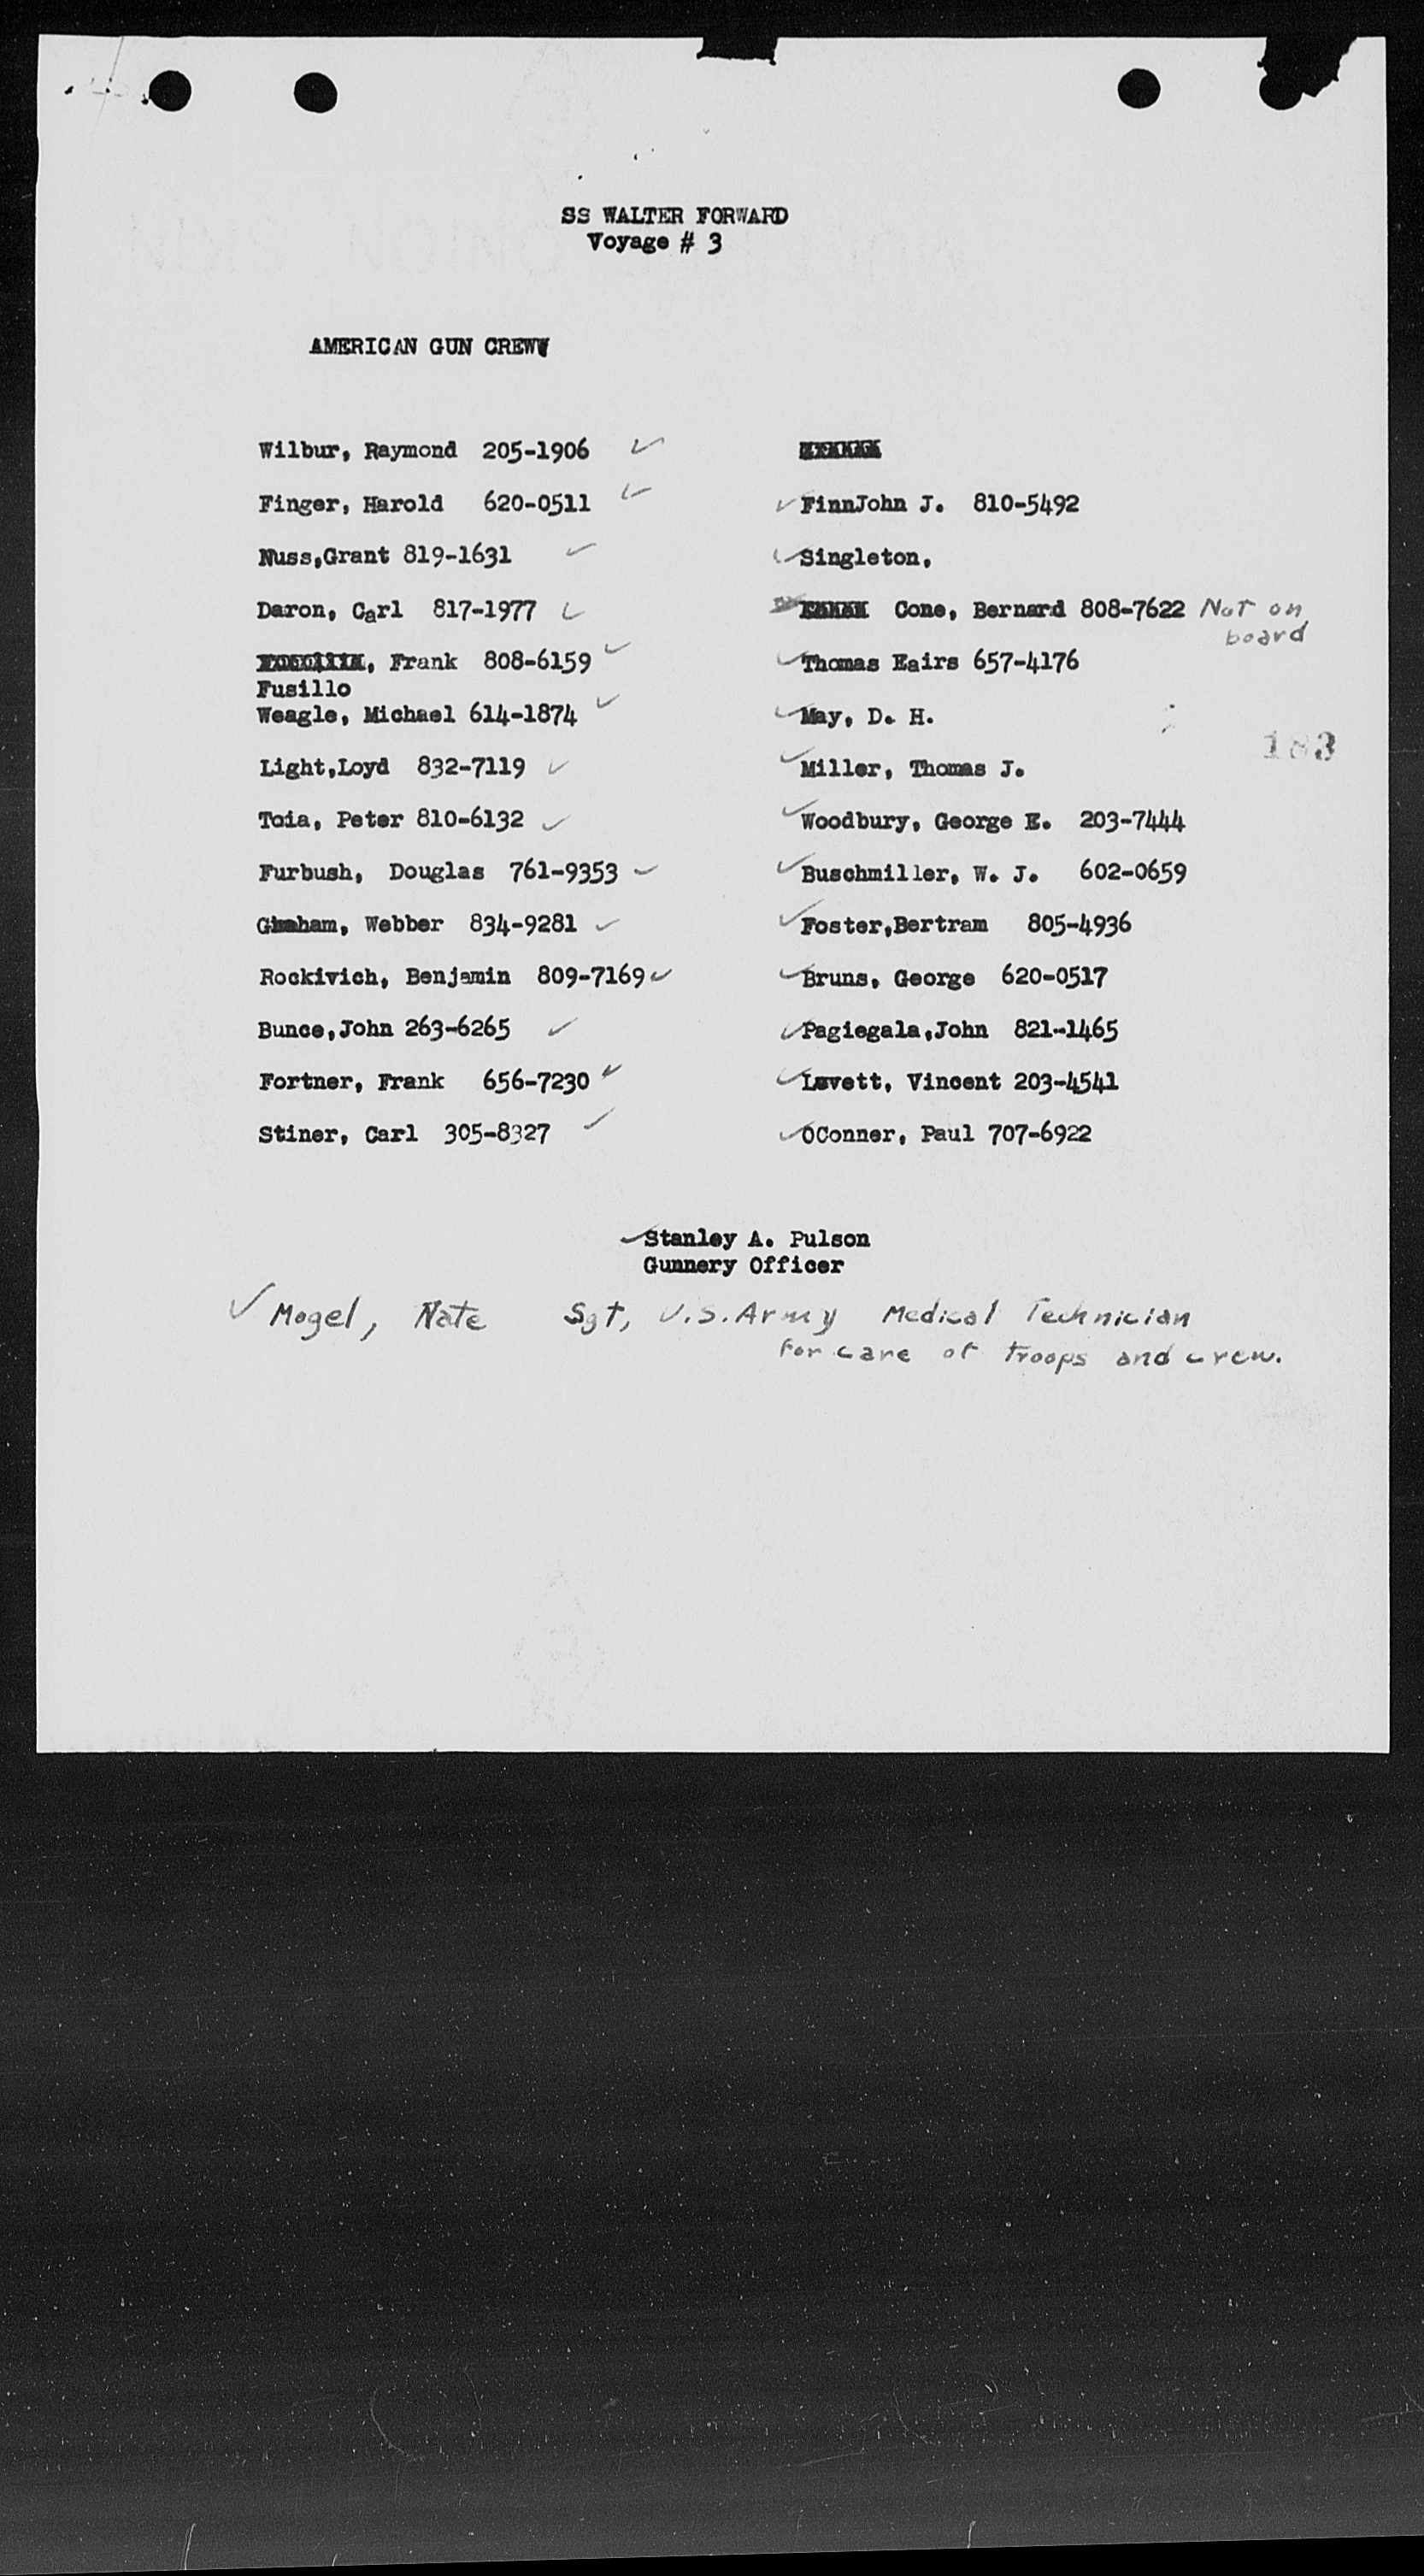 SS WALTER FORWARD
Voyage # 3
AMERICAN GUN CREW
Wilbur, Raymond 205-1906
Finger, Harold 620-0511
Nuss,Grant 819-1631
Daron, Carl 817-1977
, Frank 808-6159
Fusillo
Weagle, Michael 614-1874
Light,Loyd 832-7119
Toia, Peter 810-6132
Furbush, Douglas 761-9353
Graham, Webber 834-9281
Rockivich, Benjamin 809-7169
Bunce,John 263-6265
Fortner, Frank 656-7230
Stiner, Carl 305-8327
FinnJohn J. 810-5492
Singleton,
Cone, Bernard 808-7622 Not on
board
Thomas Eairs 657-4176
May, D. H.
183
Miller, Thomas J.
Woodbury, George E. 203-7444
Buschmiller, W. J. 602-0659
Foster,Bertram 805-4936
Bruns, George 620-0517
Pagiegala,John 821-1465
Lavett, Vincent 203-4541
OConner, Paul 707-6922
Stanley A. Pulson
Gunnery Officer
Mogel, Nate Sgt, U.S. Army Medical Technician
For care of troops and crew.